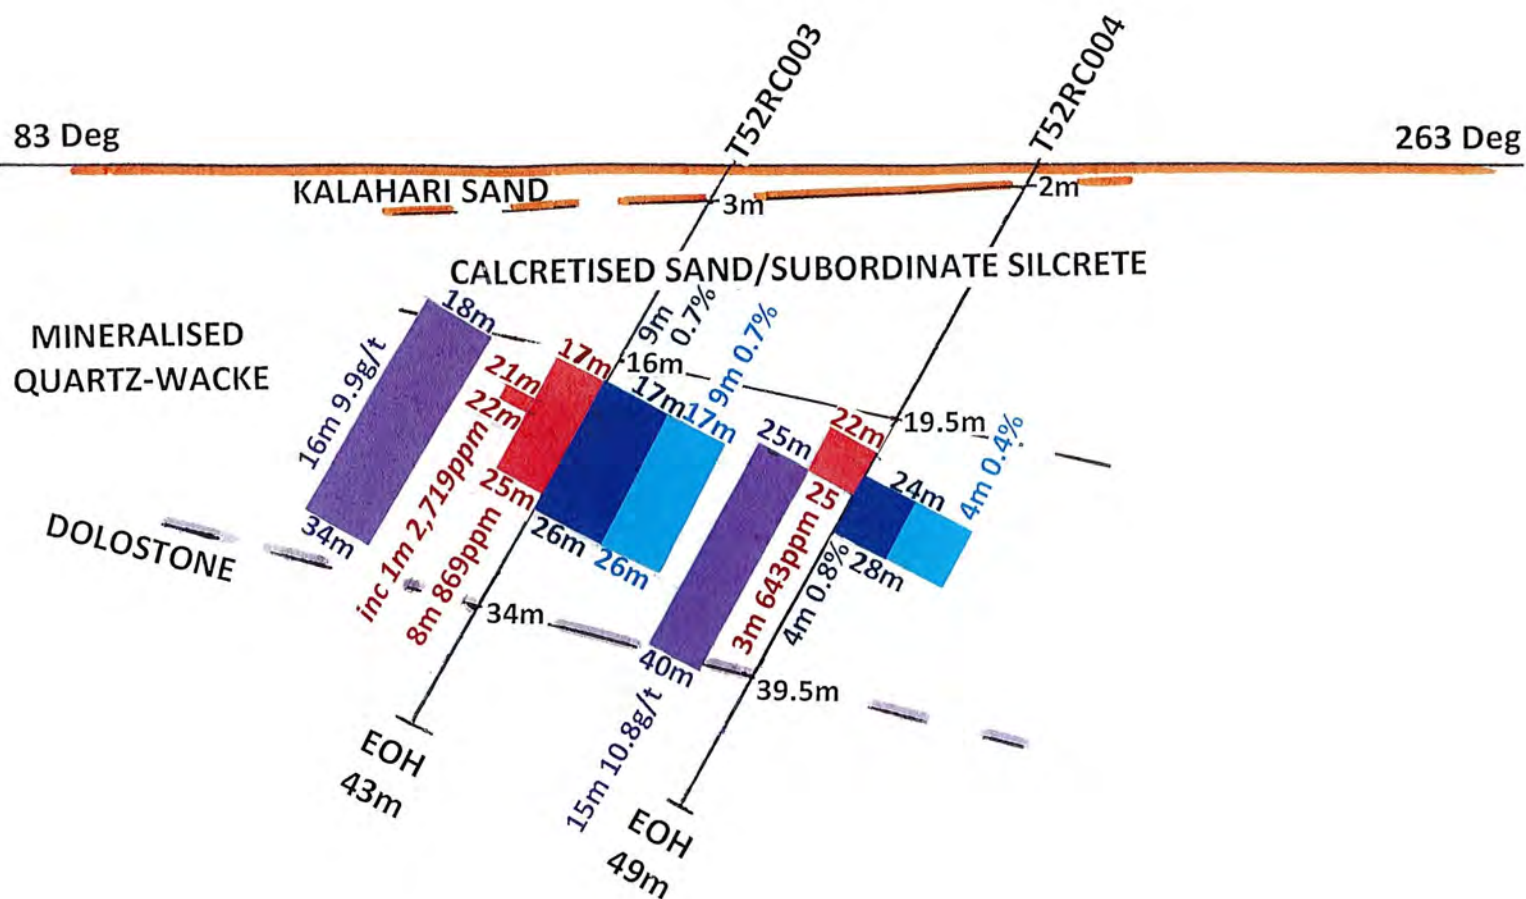 T52RC003
T52RC004
83 Deg
263 Deg
KALAHARI SAND
3m
2m
CALCRETISED SAND/SUBORDINATE SILCRETE
MINERALISED
QUARTZ-WACKE
18m
16m 9.9g/t
34m
17m
21m
22m
25m
inc 1m 2,719ppm
8m 869ppm
9m
0.7%
16m
17m
26m
17m
9m 0.7%
26m
19.5m
25m
40m
15m 10.8g/t
22m
25
3m 643ppm
24m
28m
4m 0.8%
4m 0.4%
DOLOSTONE
34m
39.5m
EOH
43m
EOH
49m